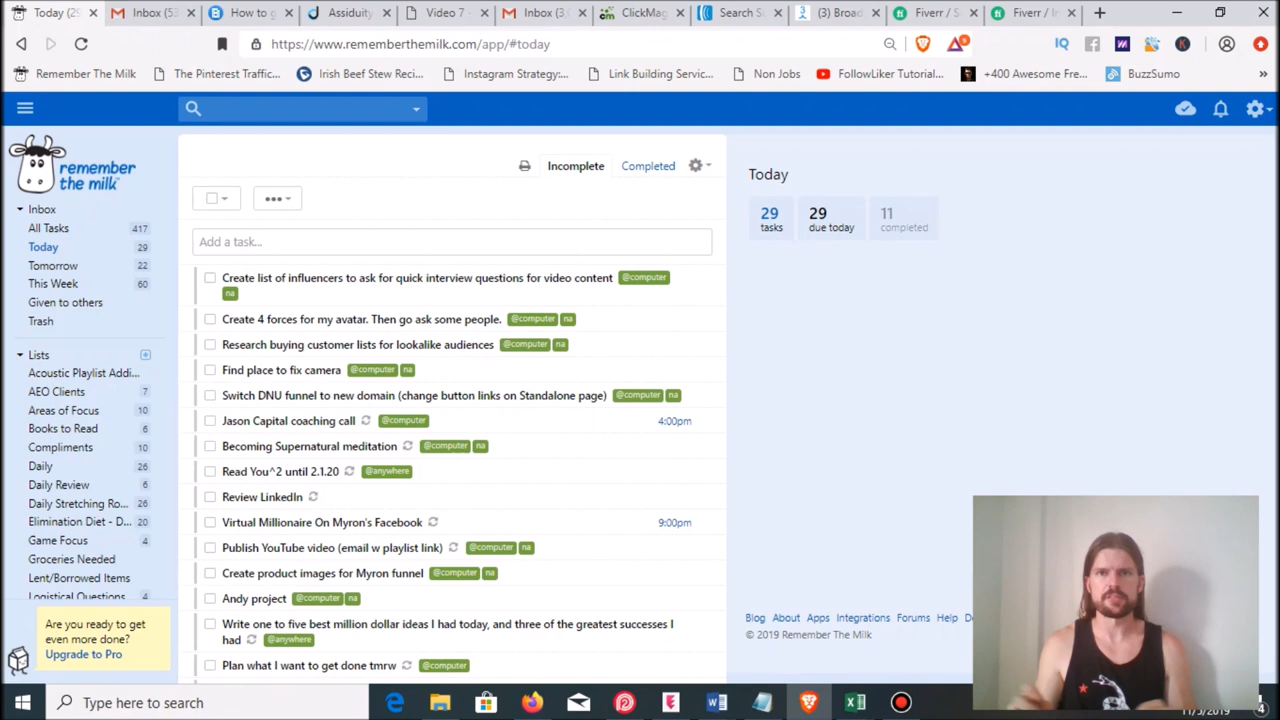 Today (29
Inbox (53
How to g
Assiduity
Video 7 -
Inbox (3,
ClickMag
Search S
(3) Broad
Fiverr / S
Fiverr / In
https://www.rememberthemilk.com/app/#today
Remember The Milk
The Pinterest Traffic...
Irish Beef Stew Reci...
Instagram Strategy:...
Link Building Servic...
Non Jobs
FollowLiker Tutorial...
+400 Awesome Fre...
BuzzSumo
remember
the milk
Inbox
All Tasks 417
Today 29
Tomorrow 22
This Week 60
Given to others
Trash
Lists
Acoustic Playlist Addi...
AEO Clients 7
Areas of Focus 10
Books to Read 6
Compliments 10
Daily 26
Daily Review 6
Daily Stretching Ro... 26
Elimination Diet - D... 20
Game Focus 4
Groceries Needed
Lent/Borrowed Items
Logistical Questions 4
Are you ready to get
even more done?
Upgrade to Pro
Incomplete Completed
Add a task...
Create list of influencers to ask for quick interview questions for video content @computer
na
Create 4 forces for my avatar. Then go ask some people. @computer na
Research buying customer lists for lookalike audiences @computer na
Find place to fix camera @computer na
Switch DNU funnel to new domain (change button links on Standalone page) @computer na
Jason Capital coaching call @computer 4:00pm
Becoming Supernatural meditation @computer na
Read You^2 until 2.1.20 @anywhere
Review LinkedIn
Virtual Millionaire On Myron's Facebook 9:00pm
Publish YouTube video (email w playlist link) @computer na
Create product images for Myron funnel @computer na
Andy project @computer na
Write one to five best million dollar ideas I had today, and three of the greatest successes I
had @anywhere
Plan what I want to get done tmrw @computer
Today
29 29 11
tasks due today completed
Blog About Apps Integrations Forums Help
© 2019 Remember The Milk
Type here to search
11/5/2019
4